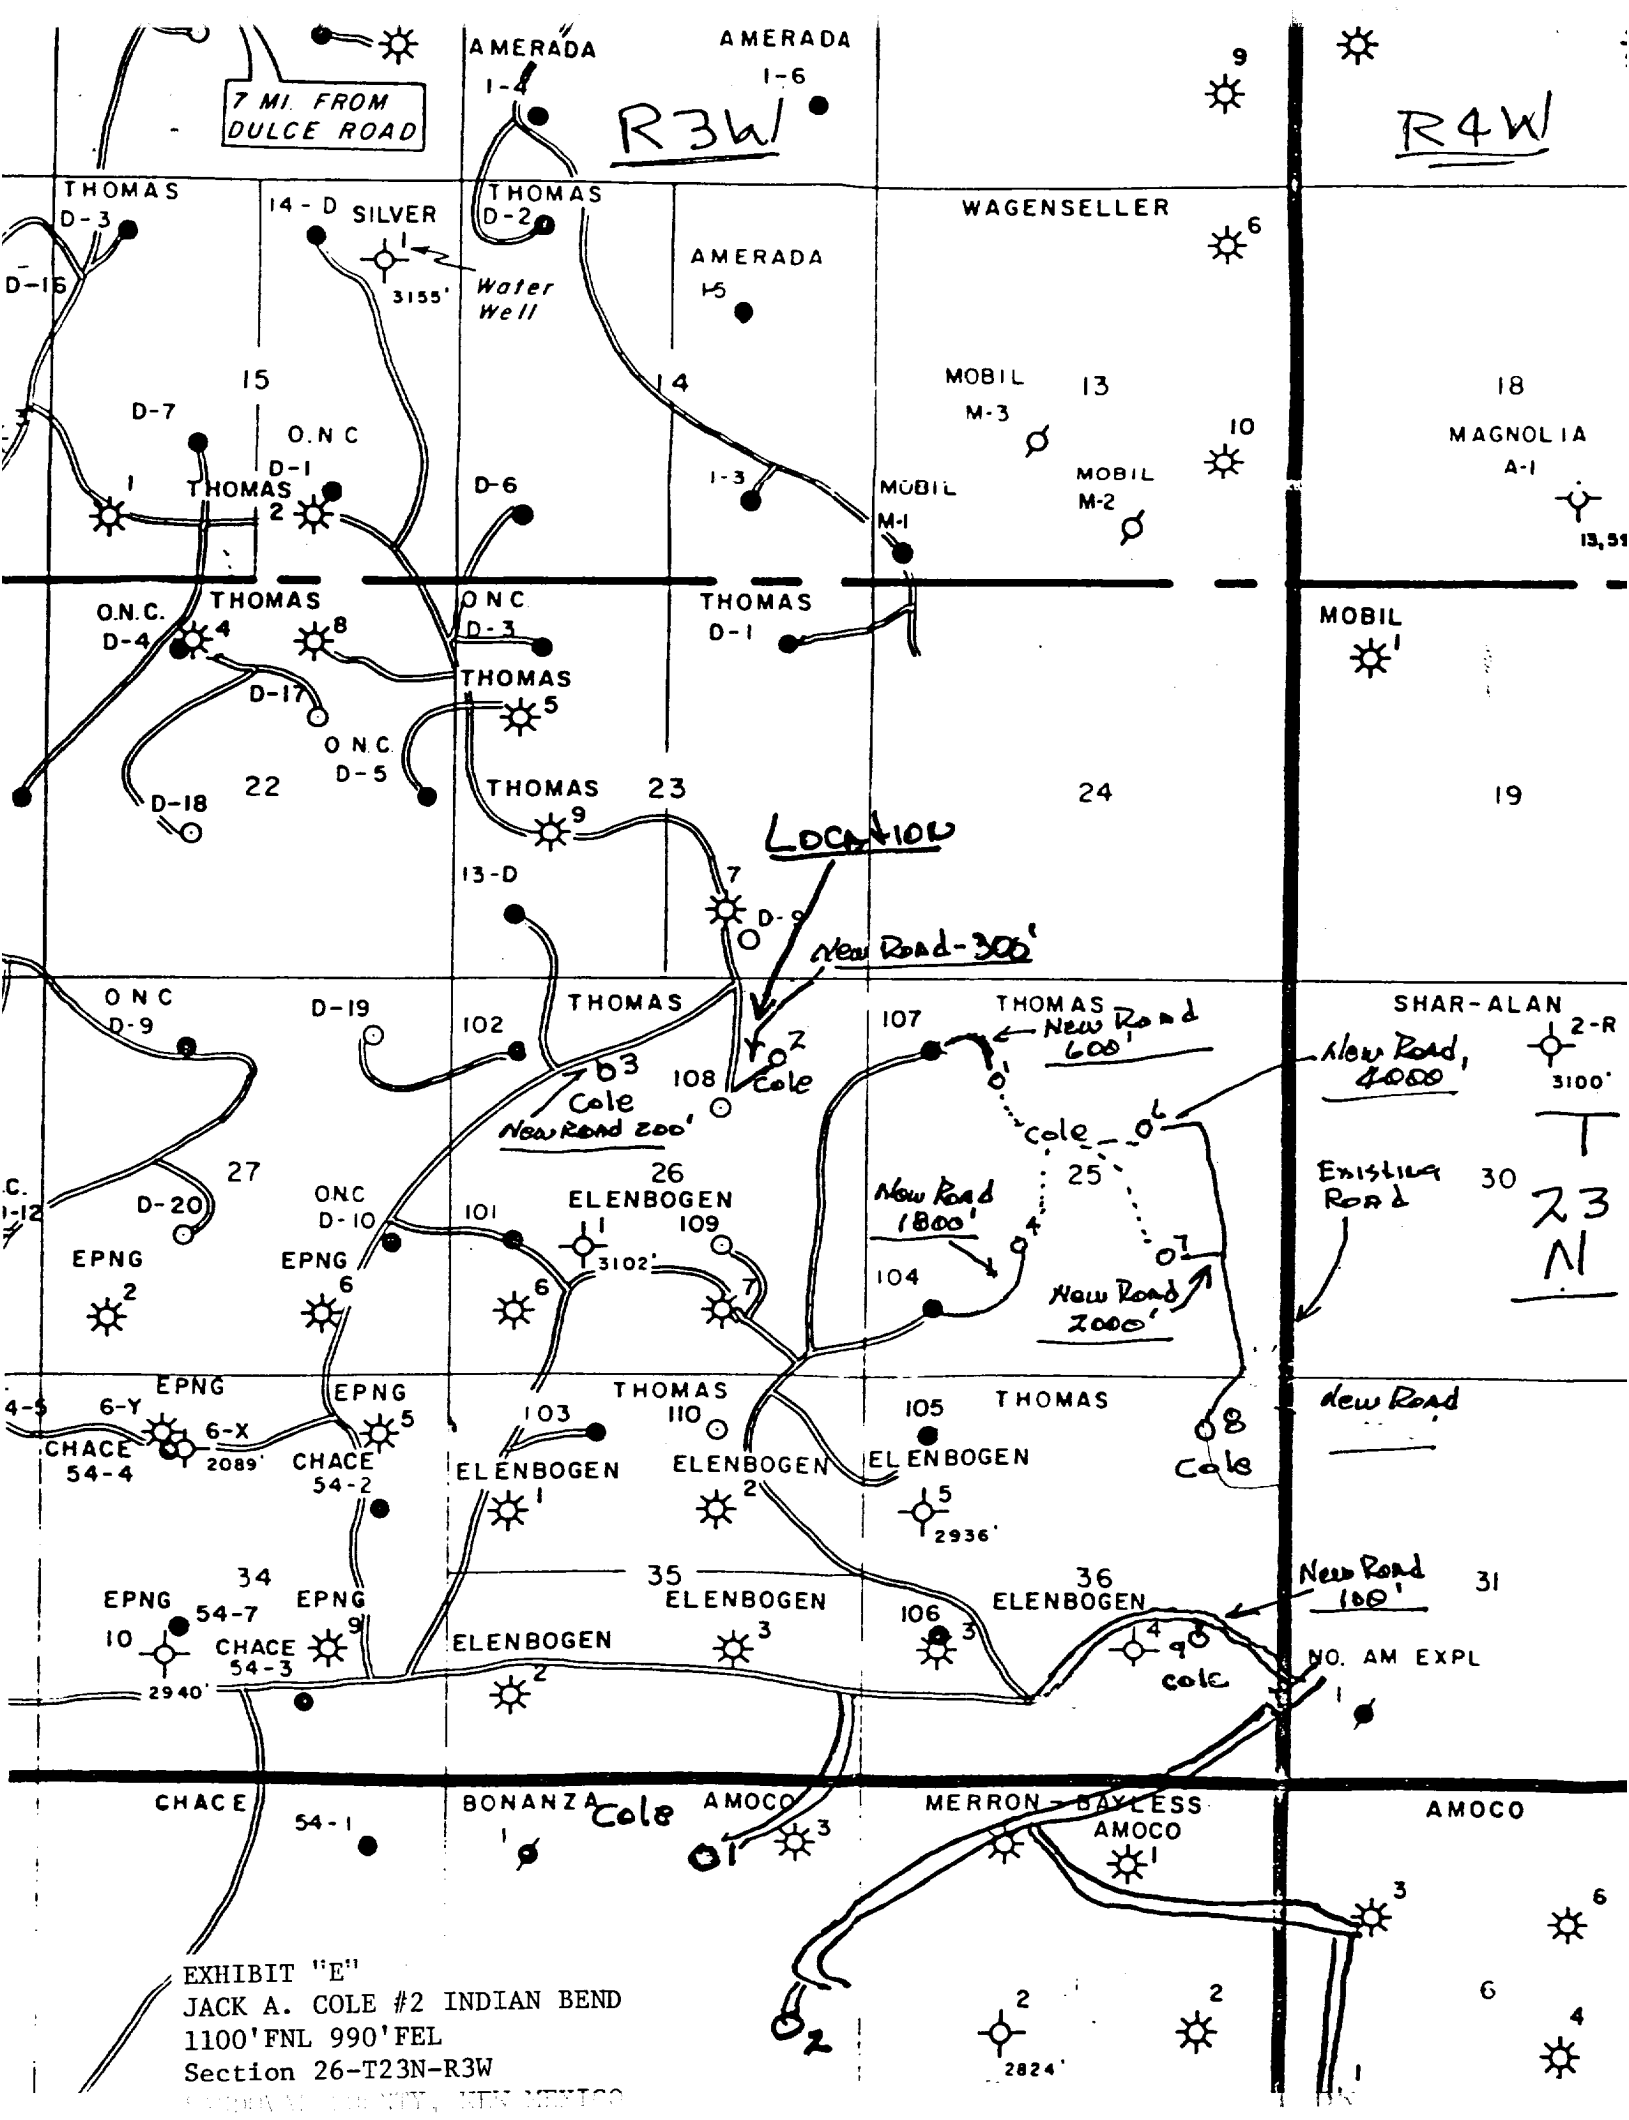 AMERADA
I-4
AMERADA
I-6
9
7 MI. FROM
DULCE ROAD
R3W
R4W
THOMAS
D-3
14-D
SILVER
1
3155'
Water
Well
THOMAS
D-2
WAGENSELLER
6
D-16
AMERADA
I-5
15
14
MOBIL
M-3
13
18
D-7
O.N C
D-1
MAGNOLIA
A-1
10
1
THOMAS
2
D-6
I-3
MOBIL
M-1
MOBIL
M-2
O.N.C.
D-4
THOMAS
4
8
O N C
D-3
THOMAS
D-1
MOBIL
1
D-17
THOMAS
5
O N.C.
D-5
22
D-18
THOMAS
9
23
24
19
LOCATION
13-D
7
D-9
New Road-300'
O N C
D-9
D-19
102
THOMAS
107
THOMAS
New Road
600'
SHAR-ALAN
2-R
3100'
New Road,
4000
3
Cole
New Road 200'
108
2
Cole
1
Cole
6
T
23
N
27
26
25
30
Existing
Road
D-20
ONC
D-10
101
ELENBOGEN
1
3102'
109
New Road
1800'
4
7
EPNG
2
EPNG
6
6
7
104
New Road
2000'
EPNG
6-Y
6-X
2089'
CHACE
54-4
EPNG
5
CHACE
54-2
103
THOMAS
110
105
THOMAS
New Road
8
Cole
ELENBOGEN
1
ELENBOGEN
2
ELENBOGEN
5
2936'
34
35
36
31
EPNG
10
54-7
EPNG
9
CHACE
54-3
2940'
ELENBOGEN
2
ELENBOGEN
3
106
3
ELENBOGEN
4
9
Cole
New Road
100'
NO. AM EXPL
1
CHACE
54-1
BONANZA
1
Cole
1
AMOCO
3
MERRON-BAYLESS
AMOCO
1
AMOCO
3
6
2
2
2824'
2
6
4
EXHIBIT "E"
JACK A. COLE #2 INDIAN BEND
1100'FNL 990'FEL
Section 26-T23N-R3W